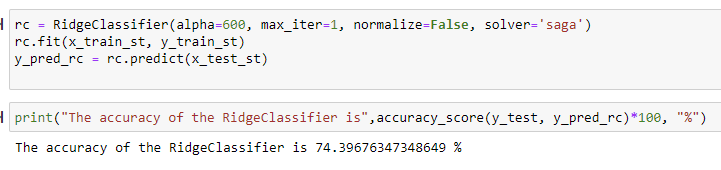 rc = RidgeClassifier(alpha=600, max_iter=1, normalize=False, solver='saga')
rc.fit(x_train_st, y_train_st)
y_pred_rc = rc.predict(x_test_st)
print("The accuracy of the RidgeClassifier is",accuracy_score(y_test, y_pred_rc)*100, "%")
The accuracy of the RidgeClassifier is 74.39676347348649 %